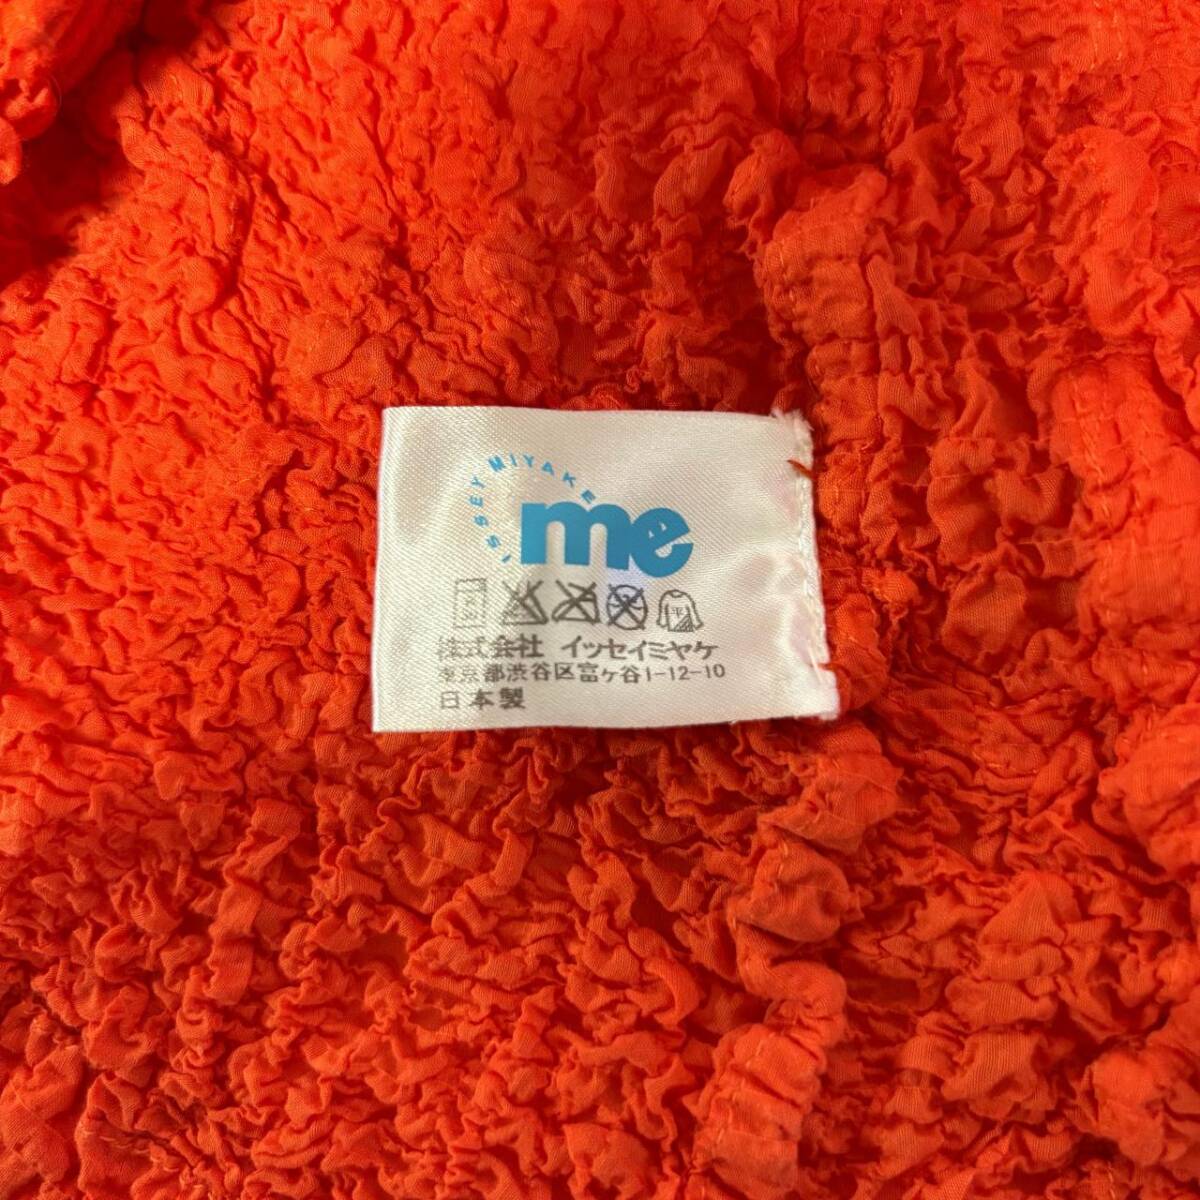 ISSEY MIYAKE
me
平
株式会社 イッセイミヤケ
東京都渋谷区富ヶ谷1-12-10
日本製